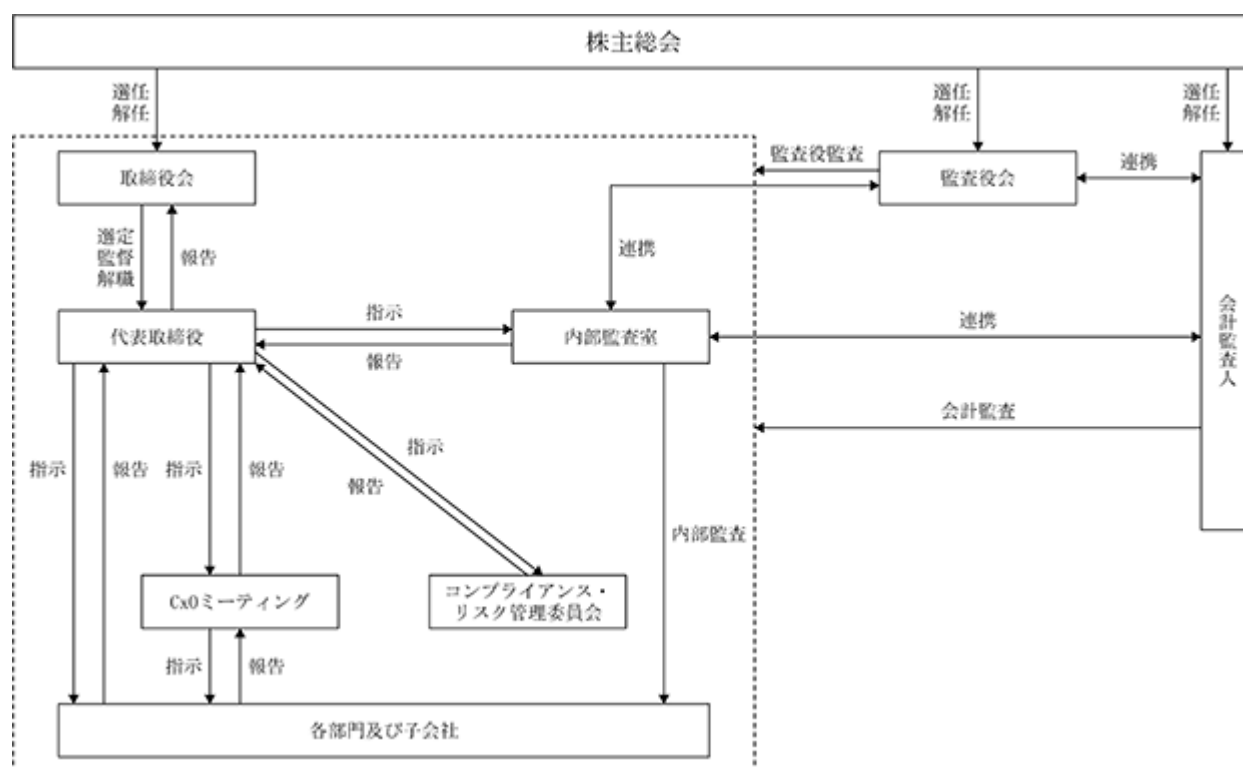 株主総会
選任
解任
選任
解任
選任
解任
取締役会
監査役監査
監査役会
連携
選定
監督
解職
報告
連携
代表取締役
指示
報告
内部監査室
連携
会計監査人
会計監査
指示
報告
指示
報告
指示
報告
内部監査
CxOミーティング
コンプライアンス・
リスク管理委員会
指示
報告
各部門及び子会社